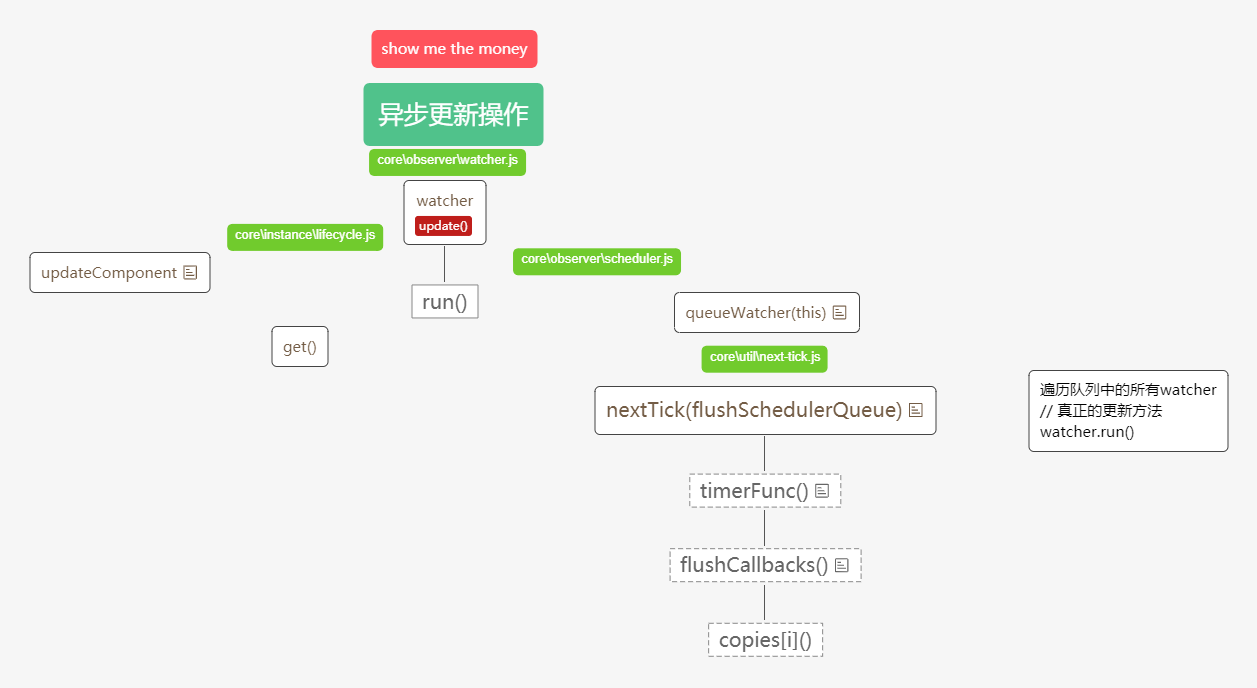 show me the money
异步更新操作
core\observer\watcher.js
watcher
update()
core\instance\lifecycle.js
core\observer\scheduler.js
updateComponent
run()
queueWatcher(this)
get()
core\util\next-tick.js
nextTick(flushSchedulerQueue)
遍历队列中的所有watcher
// 真正的更新方法
watcher.run()
timerFunc()
flushCallbacks()
copies[i]()